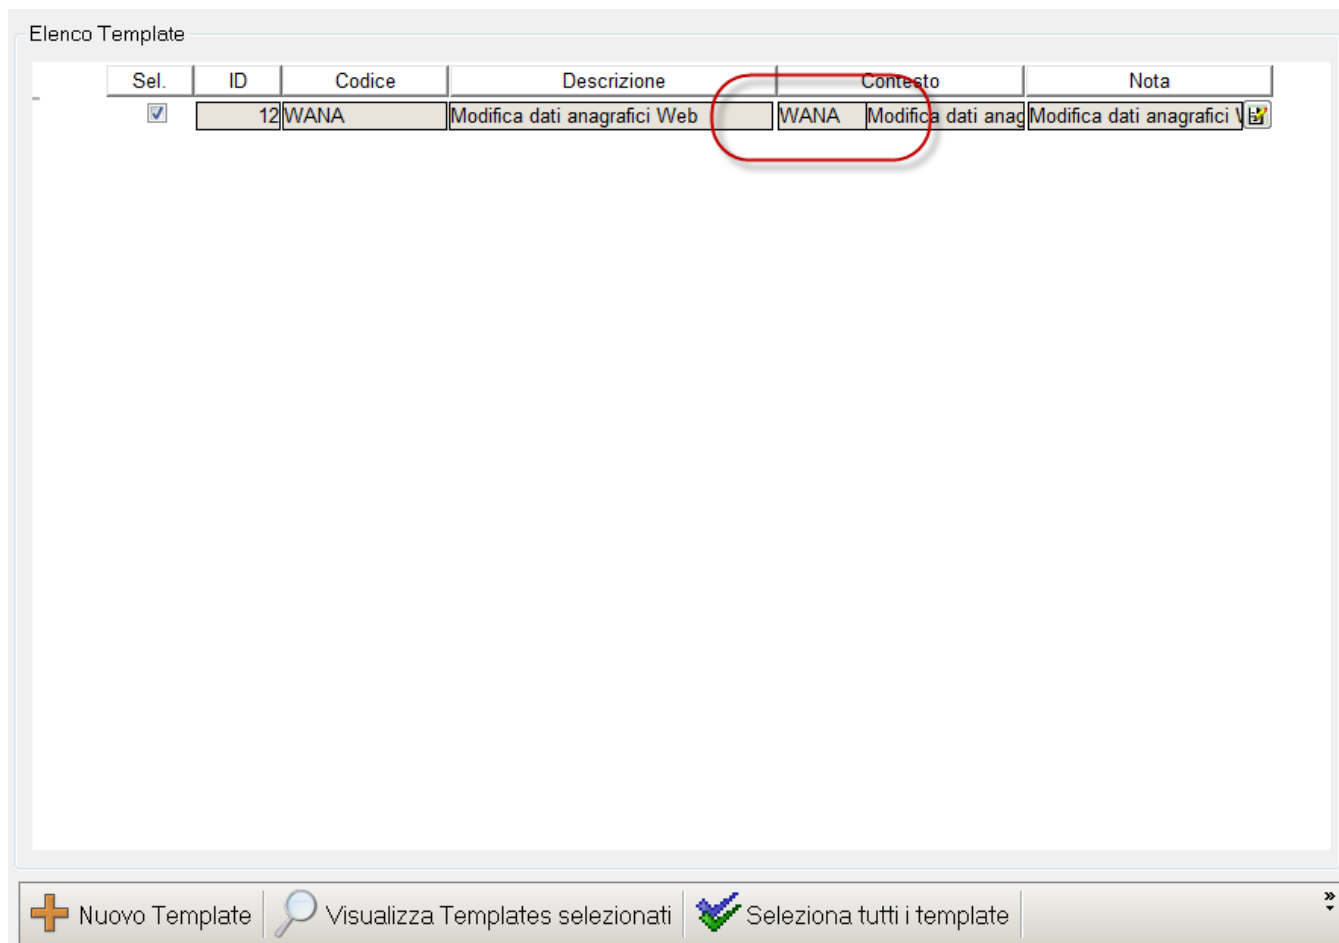 Elenco Template
Sel. ID Codice Descrizione Contesto Nota
12 WANA Modifica dati anagrafici Web WANA Modifica dati anag Modifica dati anagrafici
Nuovo Template Visualizza Templates selezionati Seleziona tutti i template